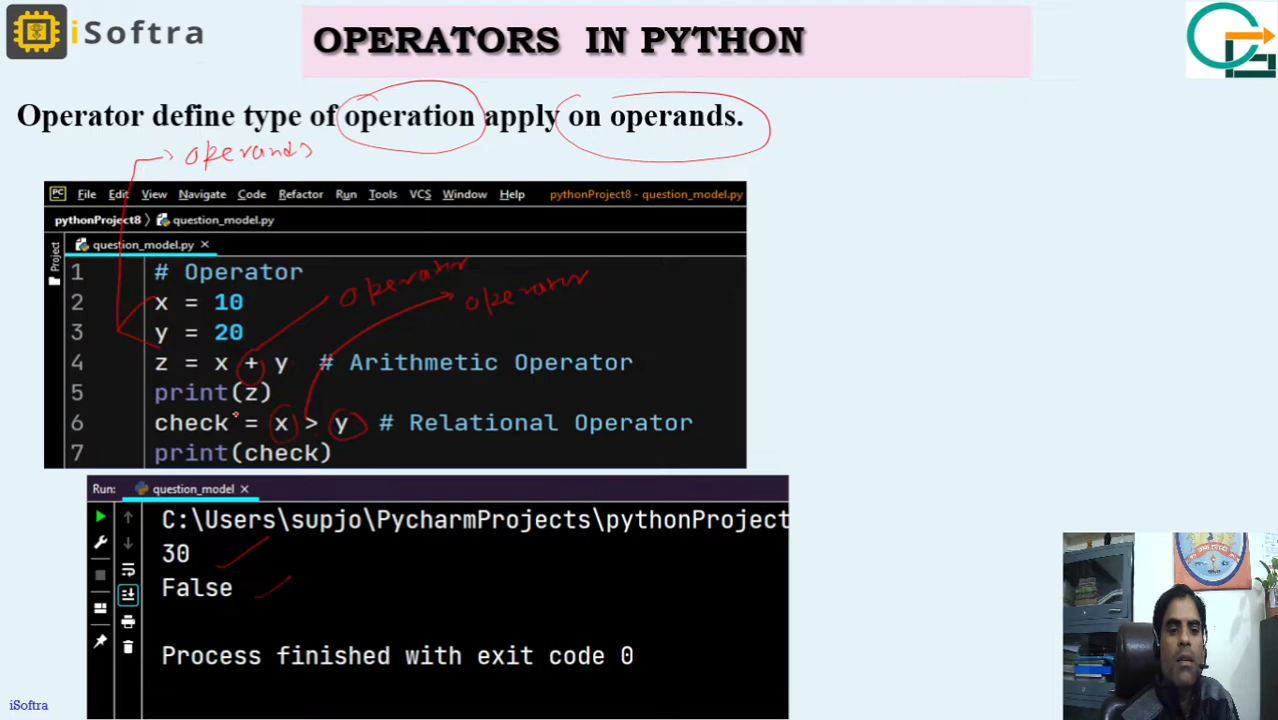 iSoftra
OPERATORS IN PYTHON
Operator define type of operation apply on operands.
operands
PC File Edit View Navigate Code Refactor Run Tools VCS Window Help pythonProject8 - question_model.py
pythonProject8 〉 question_model.py
Project
question_model.py ×
1 # Operator
operator
operator
2 x = 10
3 y = 20
4 z = x + y # Arithmetic Operator
5 print(z)
6 check = x > y # Relational Operator
7 print(check)
Run: question_model ×
C:\Users\supjo\PycharmProjects\pythonProject
30
False
Process finished with exit code 0
iSoftra